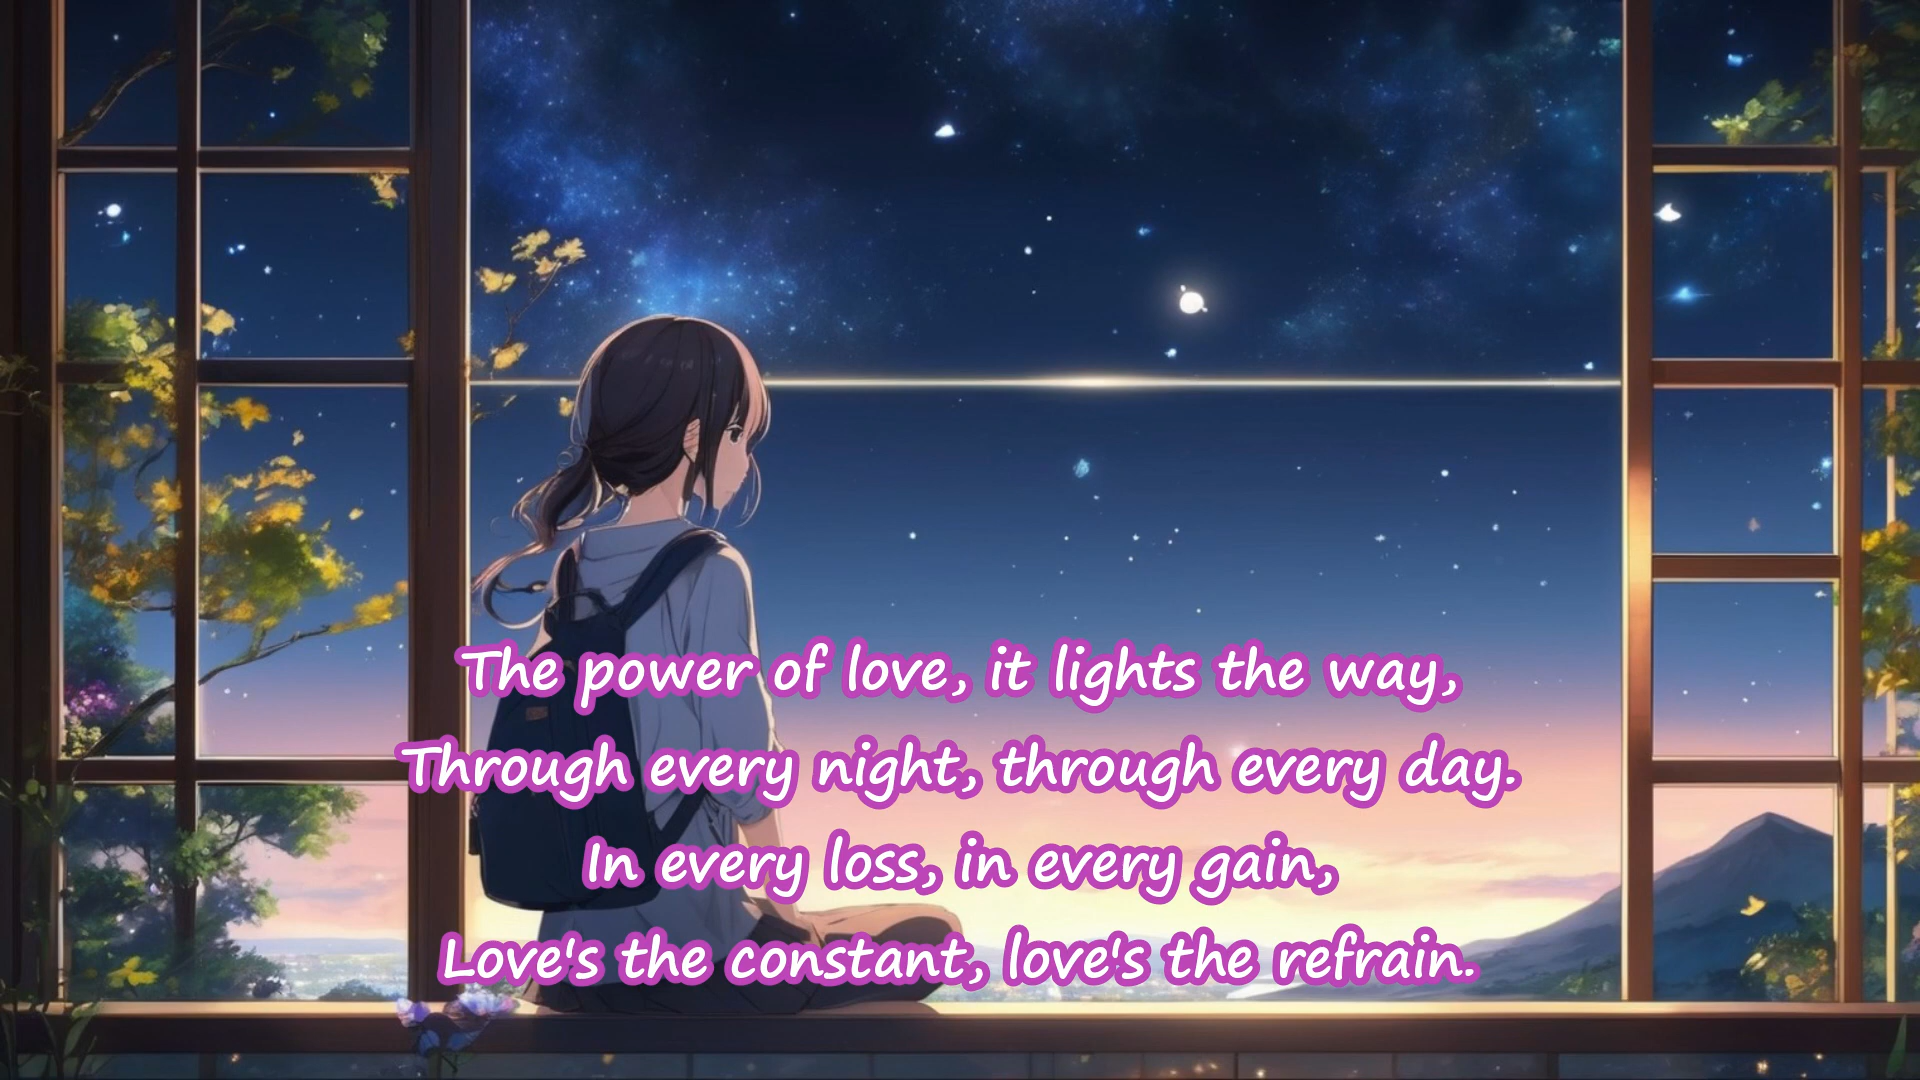 The power of love, it lights the way,
Through every night, through every day.
In every loss, in every gain,
Love's the constant, love's the refrain.